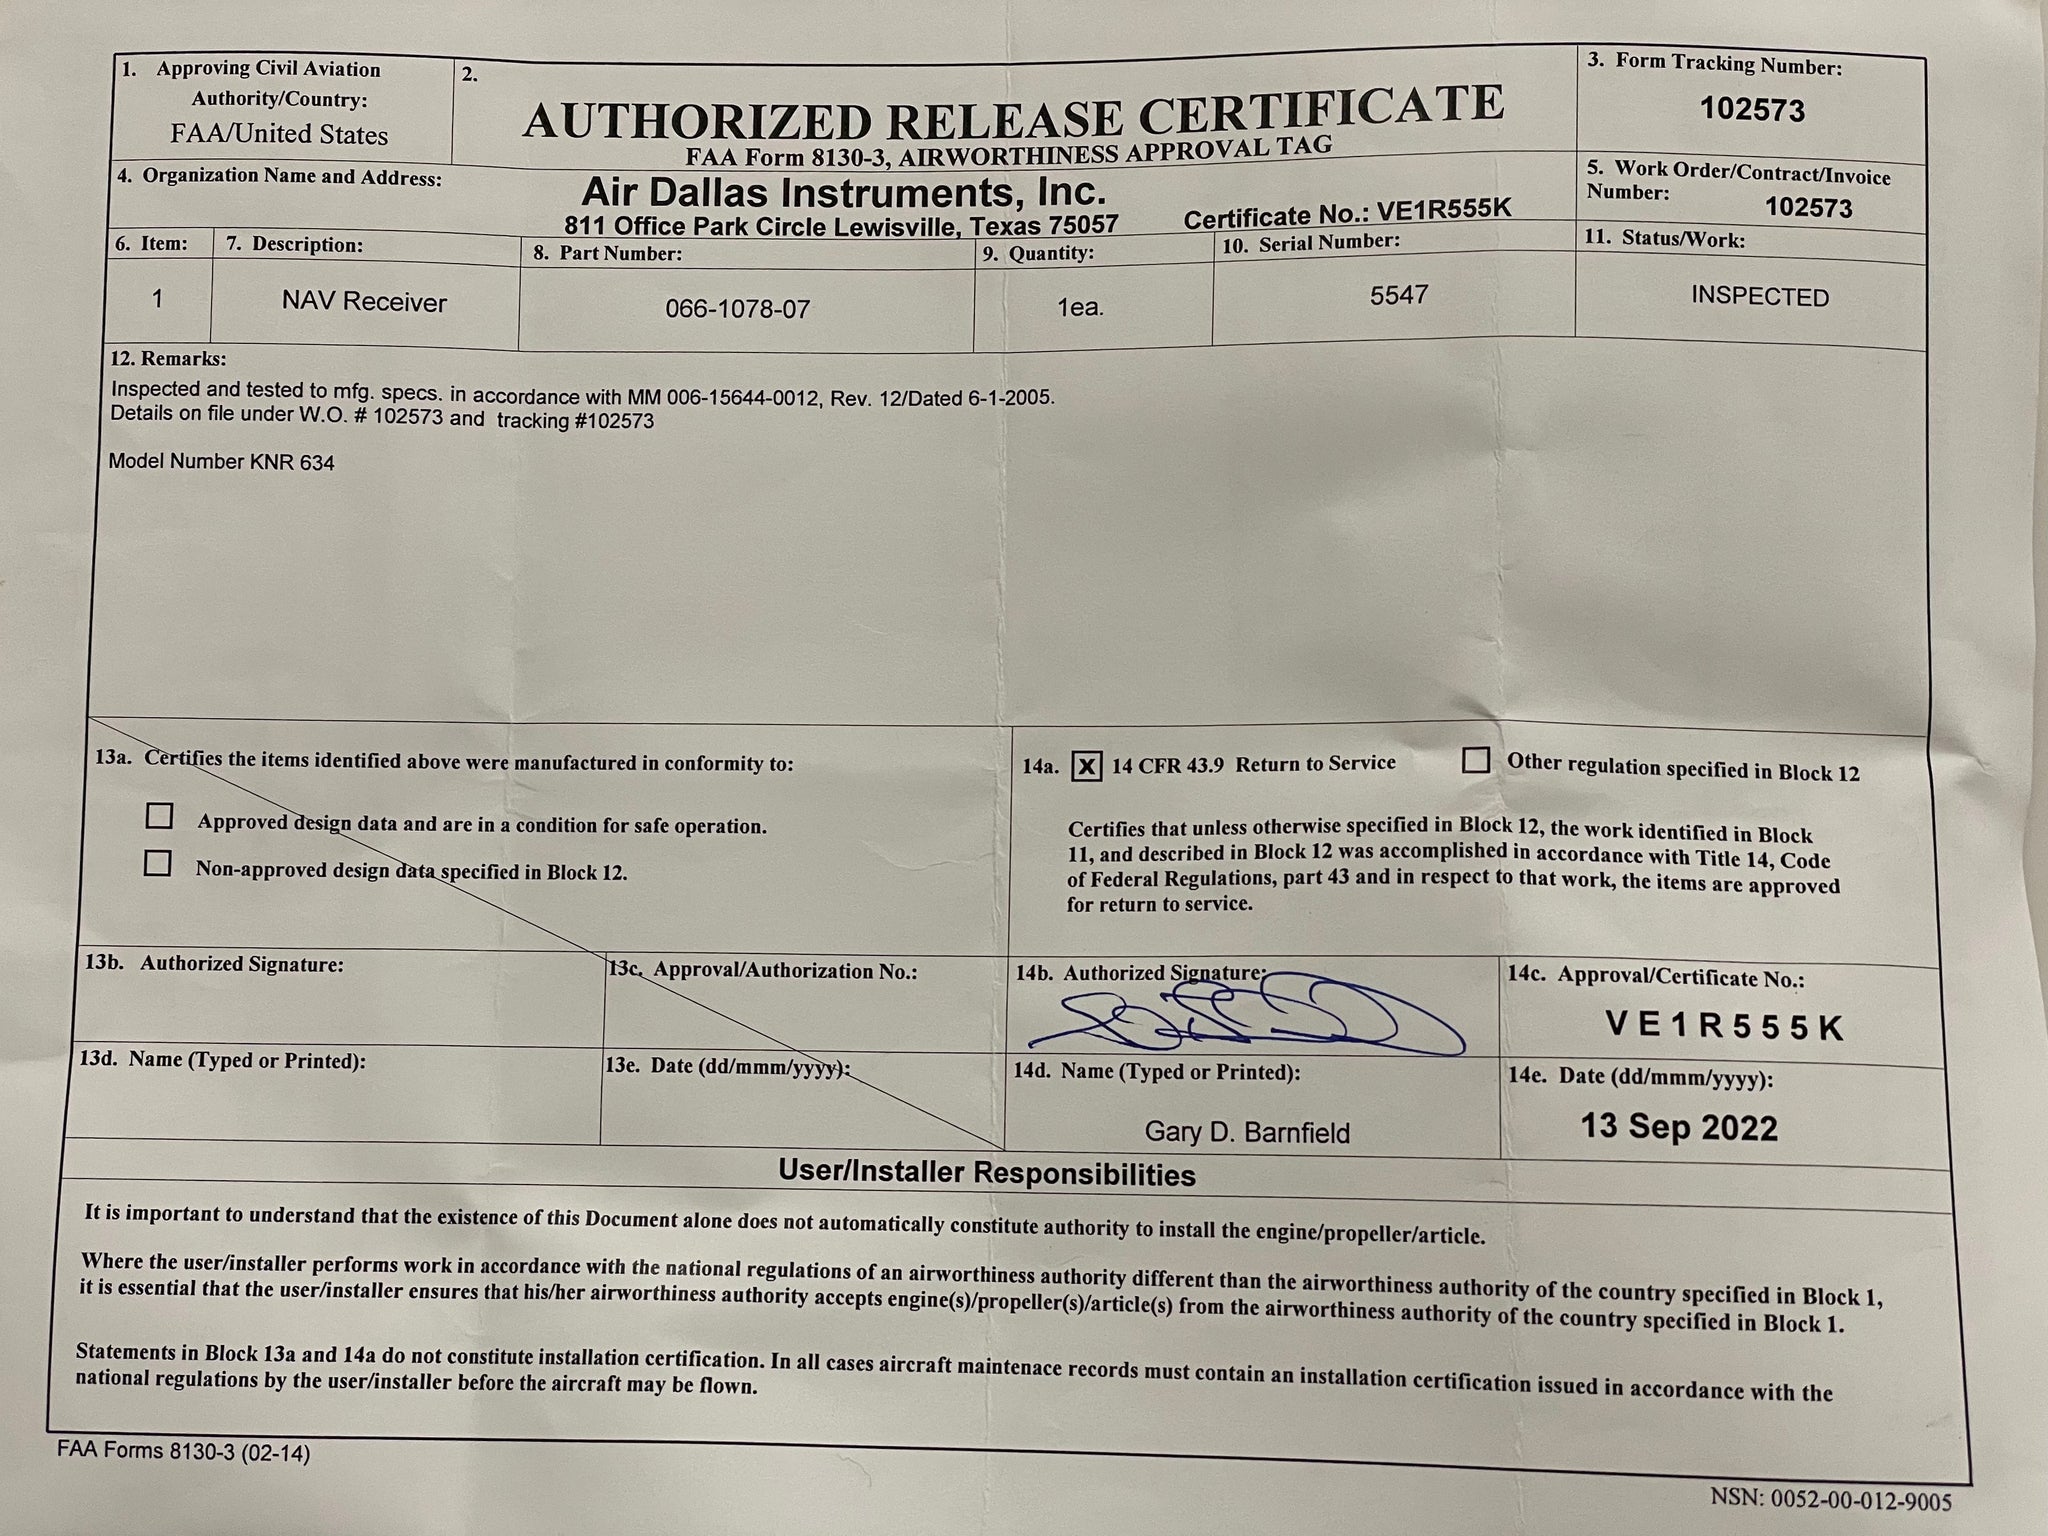 1. Approving Civil Aviation
Authority/Country:
FAA/United States
2.
AUTHORIZED RELEASE CERTIFICATE
FAA Form 8130-3, AIRWORTHINESS APPROVAL TAG
3. Form Tracking Number:
102573
4. Organization Name and Address:
Air Dallas Instruments, Inc.
811 Office Park Circle Lewisville, Texas 75057
Certificate No.: VE1R555K
5. Work Order/Contract/Invoice
Number:
102573
6. Item:
7. Description:
8. Part Number:
9. Quantity:
10. Serial Number:
11. Status/Work:
1
NAV Receiver
066-1078-07
1ea.
5547
INSPECTED
12. Remarks:
Inspected and tested to mfg. specs. in accordance with MM 006-15644-0012, Rev. 12/Dated 6-1-2005.
Details on file under W.O. # 102573 and tracking #102573
Model Number KNR 634
13a. Certifies the items identified above were manufactured in conformity to:
Approved design data and are in a condition for safe operation.
Non-approved design data specified in Block 12.
14a. X 14 CFR 43.9 Return to Service
Other regulation specified in Block 12
Certifies that unless otherwise specified in Block 12, the work identified in Block
11, and described in Block 12 was accomplished in accordance with Title 14, Code
of Federal Regulations, part 43 and in respect to that work, the items are approved
for return to service.
13b. Authorized Signature:
13c. Approval/Authorization No.:
14b. Authorized Signature:
14c. Approval/Certificate No.:
VE1R555K
13d. Name (Typed or Printed):
13e. Date (dd/mmm/yyyy):
14d. Name (Typed or Printed):
Gary D. Barnfield
14e. Date (dd/mmm/yyyy):
13 Sep 2022
User/Installer Responsibilities
It is important to understand that the existence of this Document alone does not automatically constitute authority to install the engine/propeller/article.
Where the user/installer performs work in accordance with the national regulations of an airworthiness authority different than the airworthiness authority of the country specified in Block 1,
it is essential that the user/installer ensures that his/her airworthiness authority accepts engine(s)/propeller(s)/article(s) from the airworthiness authority of the country specified in Block 1.
Statements in Block 13a and 14a do not constitute installation certification. In all cases aircraft maintenace records must contain an installation certification issued in accordance with the
national regulations by the user/installer before the aircraft may be flown.
FAA Forms 8130-3 (02-14)
NSN: 0052-00-012-9005